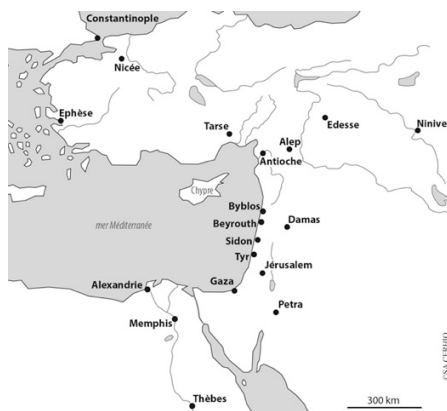 Constantinople
Nicée
Ephèse
Tarse
Edesse
Ninive
Alep
Antioche
Chypre
Byblos
mer Méditerranée
Beyrouth
Damas
Sidon
Tyr
Jérusalem
Alexandrie
Gaza
Petra
Memphis
Thèbes
300 km